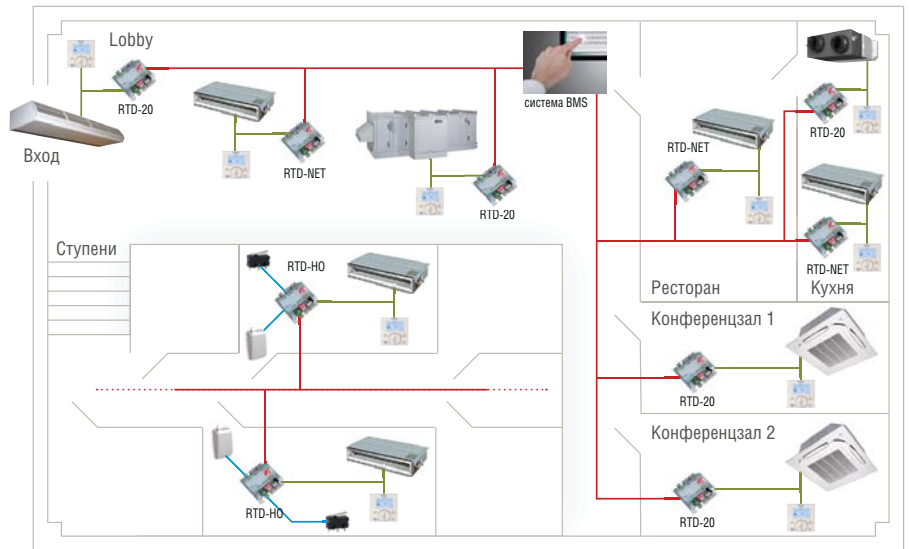 Lobby
RTD-20
Вход
RTD-NET
RTD-20
система BMS
RTD-20
RTD-NET
RTD-NET
Ресторан
Кухня
Ступени
RTD-HO
RTD-HO
Конференцзал 1
RTD-20
Конференцзал 2
RTD-20